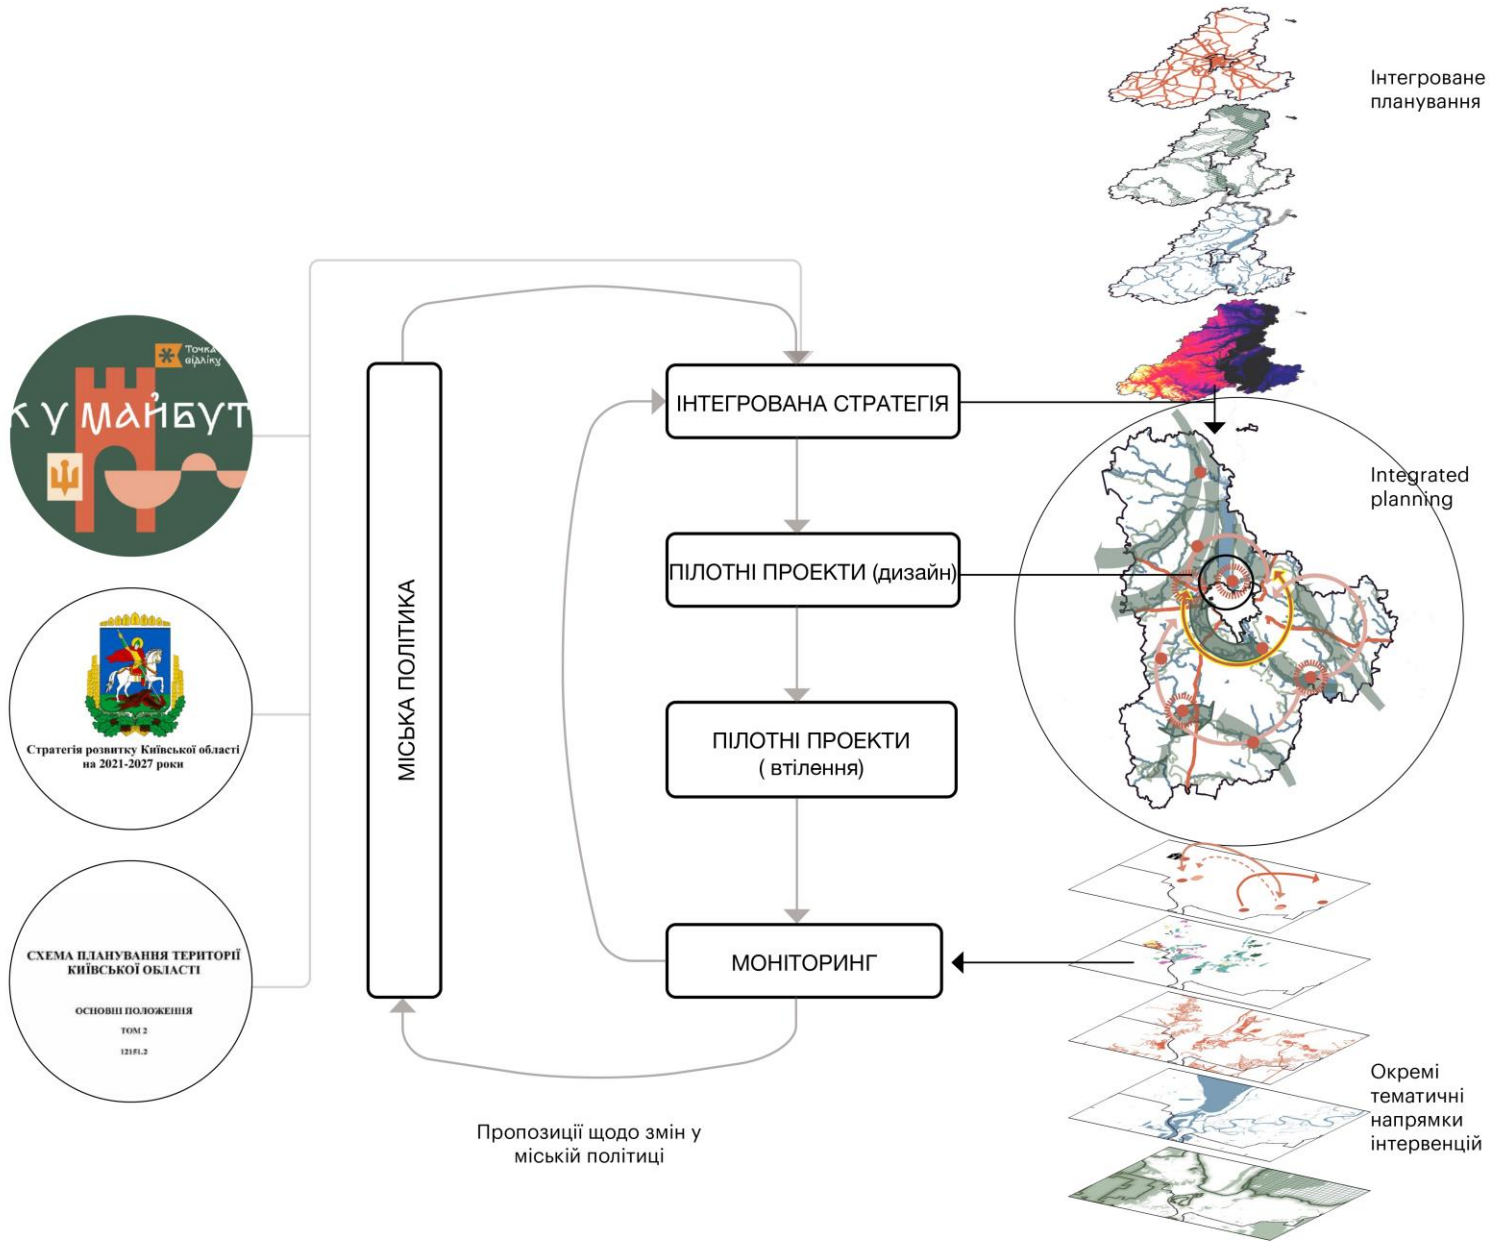 Інтегроване
планування
Точка
відліку
К У МАЙБУТ
ІНТЕГРОВАНА СТРАТЕГІЯ
Integrated
planning
ПІЛОТНІ ПРОЕКТИ (дизайн)
МІСЬКА ПОЛІТИКА
ПІЛОТНІ ПРОЕКТИ
( втілення)
Стратегія розвитку Київської області
на 2021-2027 роки
МОНІТОРИНГ
СХЕМА ПЛАНУВАННЯ ТЕРИТОРІЇ
КИЇВСЬКОЇ ОБЛАСТІ
ОСНОВНІ ПОЛОЖЕННЯ
ТОМ 2
12151.2
Окремі
тематичні
напрямки
інтервенцій
Пропозиції щодо змін у
міській політиці